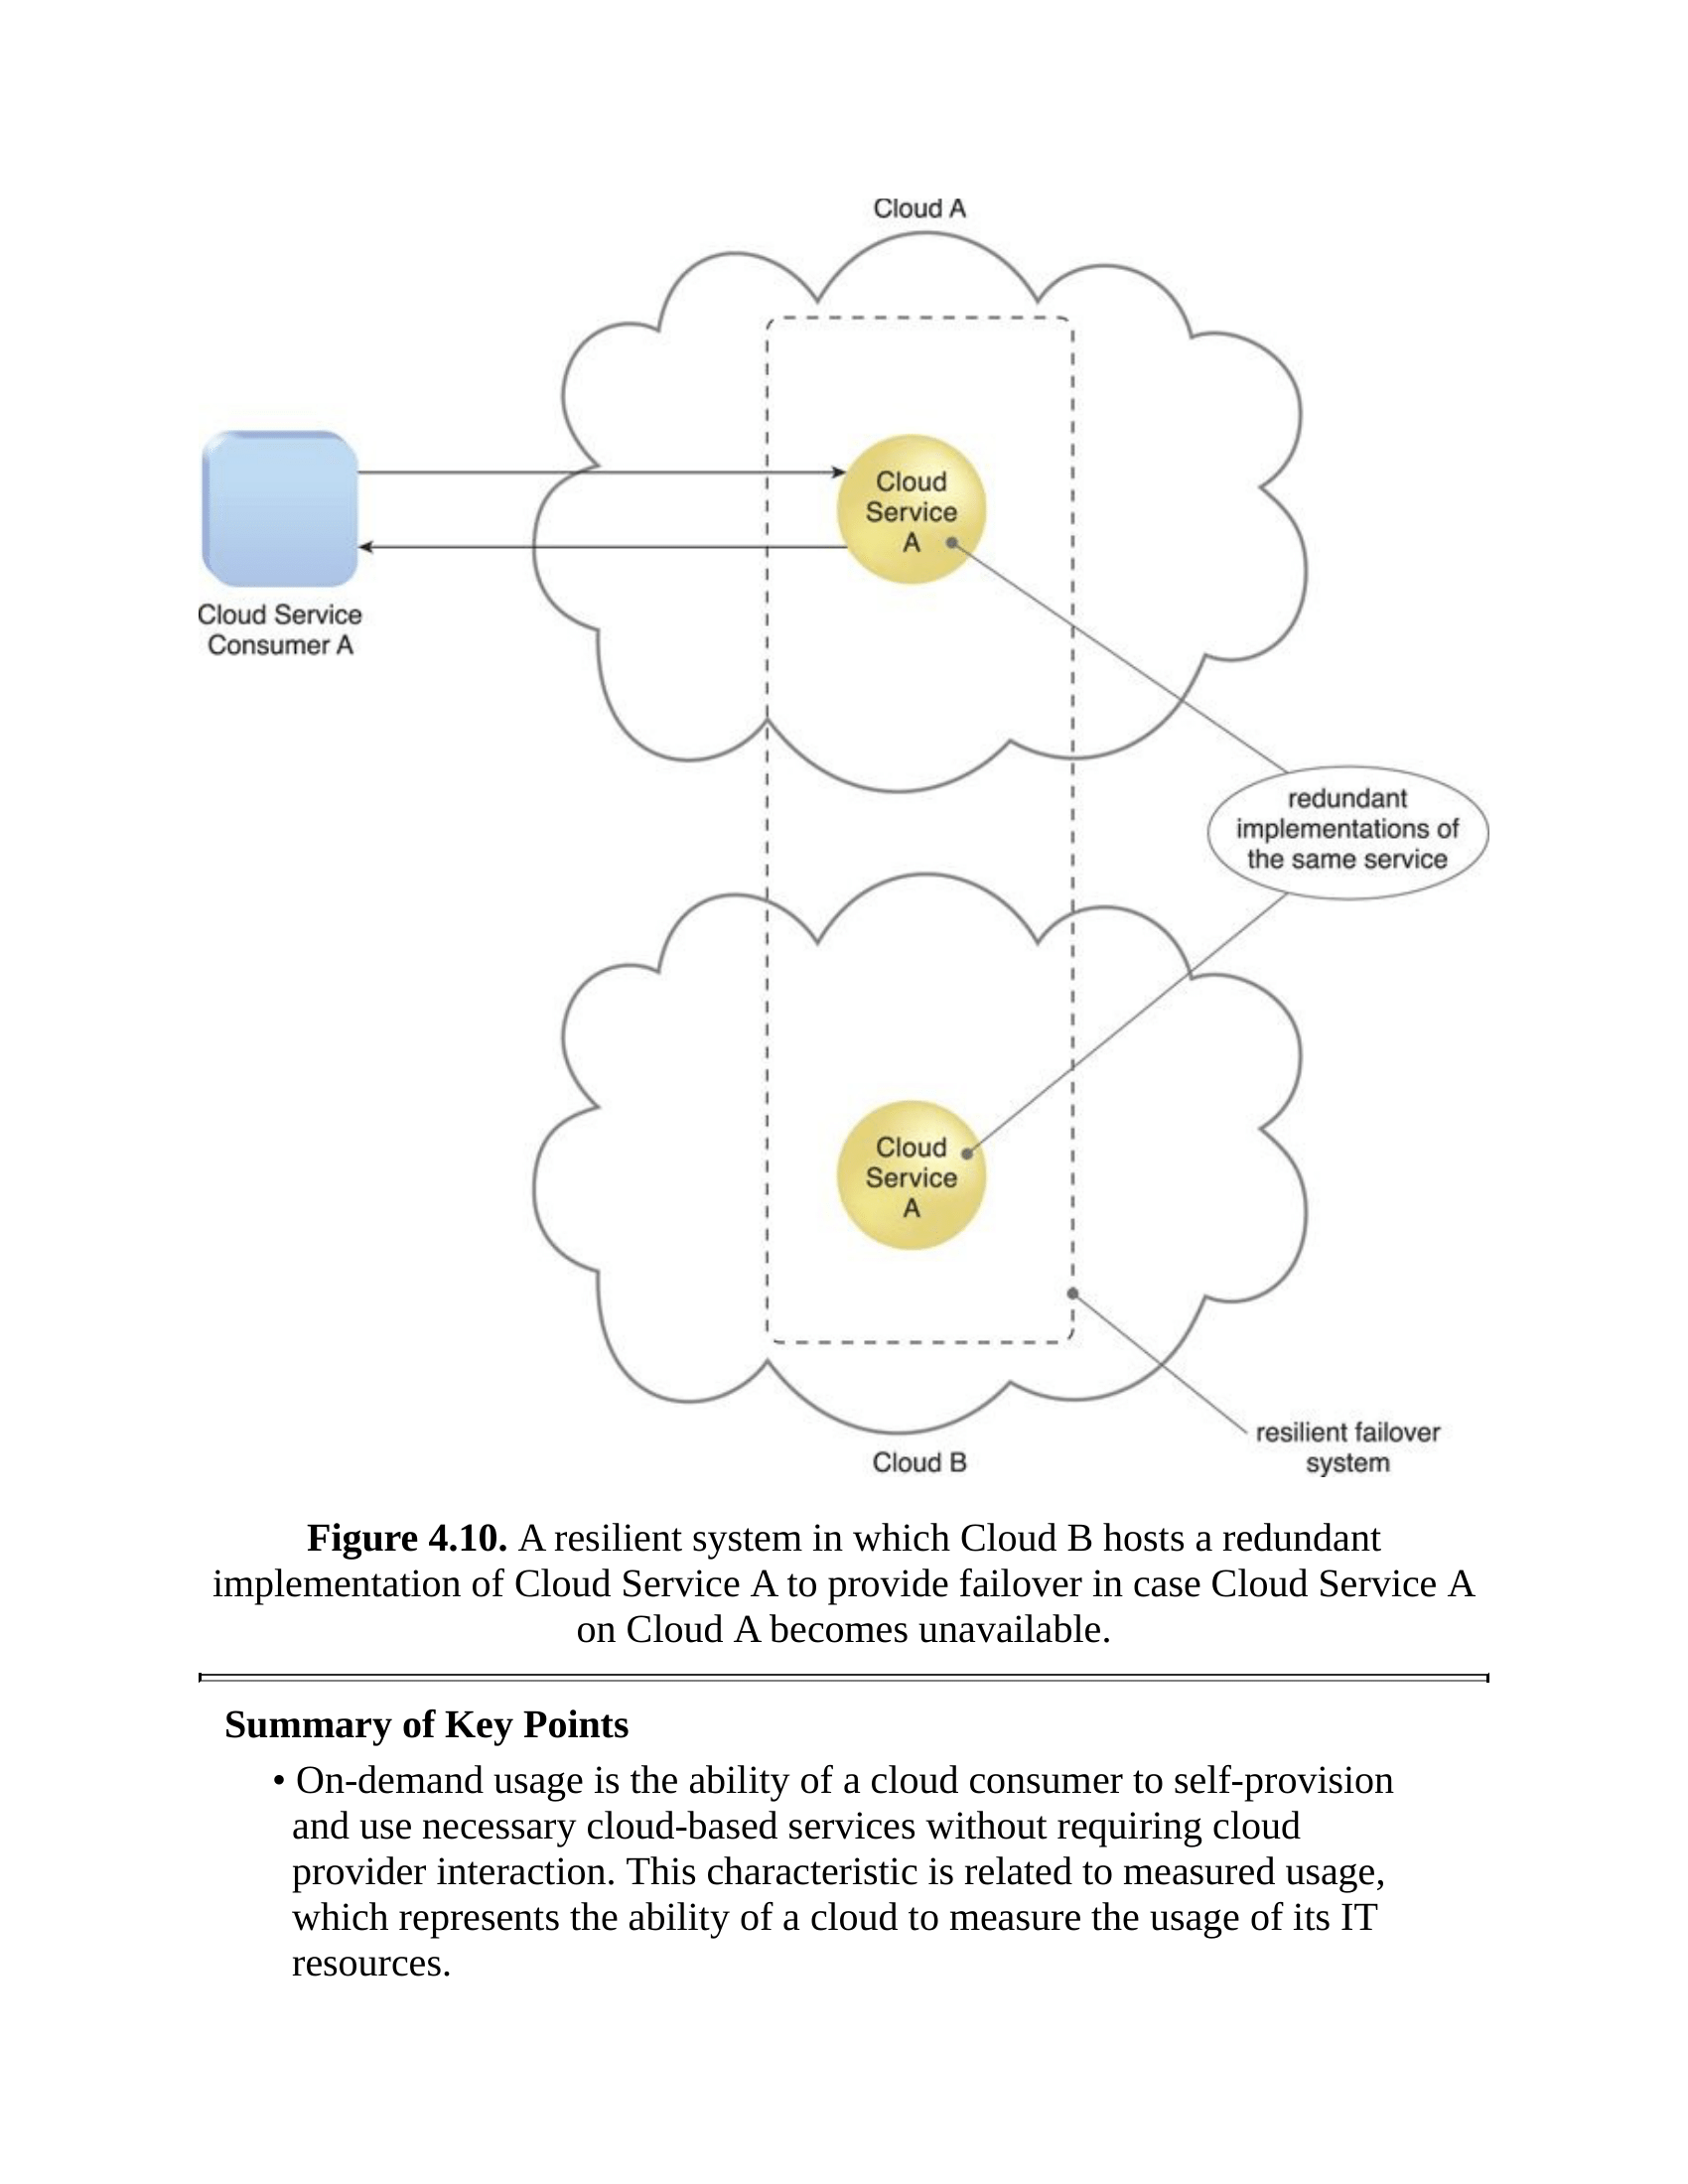 Cloud A
Cloud
Service
A
Cloud Service
Consumer A
redundant
implementations of
the same service
Cloud
Service
A
resilient failover
system
Cloud B
Figure 4.10. A resilient system in which Cloud B hosts a redundant
implementation of Cloud Service A to provide failover in case Cloud Service A
on Cloud A becomes unavailable.
Summary of Key Points
• On-demand usage is the ability of a cloud consumer to self-provision
and use necessary cloud-based services without requiring cloud
provider interaction. This characteristic is related to measured usage,
which represents the ability of a cloud to measure the usage of its IT
resources.